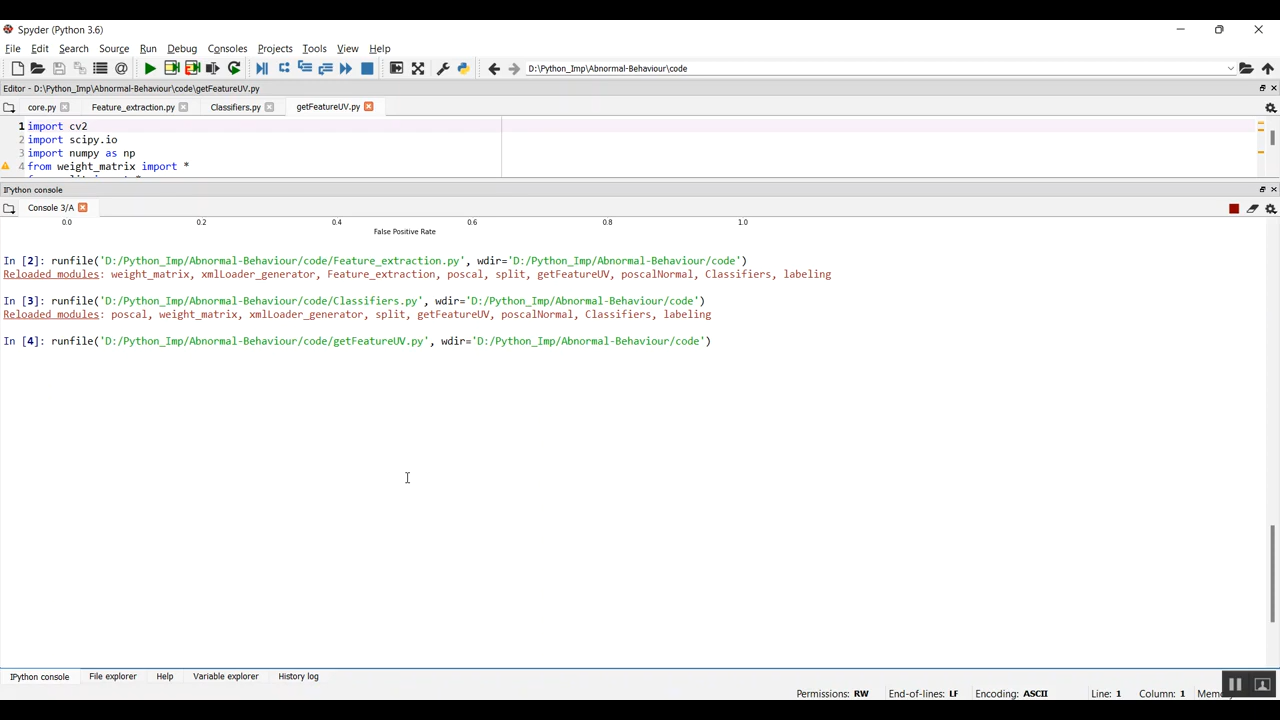 Spyder (Python 3.6)
File Edit Search Source Run Debug Consoles Projects Tools View Help
D:\Python_Imp\Abnormal-Behaviour\code
Editor - D:\Python_Imp\Abnormal-Behaviour\code\getFeatureUV.py
core.py Feature_extraction.py Classifiers.py getFeatureUV.py
1 import cv2
2 import scipy.io
3 import numpy as np
4 from weight_matrix import *
IPython console
Console 3/A
0.0 0.2 0.4 0.6 0.8 1.0
False Positive Rate
In [2]: runfile('D:/Python_Imp/Abnormal-Behaviour/code/Feature_extraction.py', wdir='D:/Python_Imp/Abnormal-Behaviour/code')
Reloaded modules: weight_matrix, xmlLoader_generator, Feature_extraction, poscal, split, getFeatureUV, poscalNormal, Classifiers, labeling
In [3]: runfile('D:/Python_Imp/Abnormal-Behaviour/code/Classifiers.py', wdir='D:/Python_Imp/Abnormal-Behaviour/code')
Reloaded modules: poscal, weight_matrix, xmlLoader_generator, split, getFeatureUV, poscalNormal, Classifiers, labeling
In [4]: runfile('D:/Python_Imp/Abnormal-Behaviour/code/getFeatureUV.py', wdir='D:/Python_Imp/Abnormal-Behaviour/code')
IPython console File explorer Help Variable explorer History log
Permissions: RW End-of-lines: LF Encoding: ASCII Line: 1 Column: 1